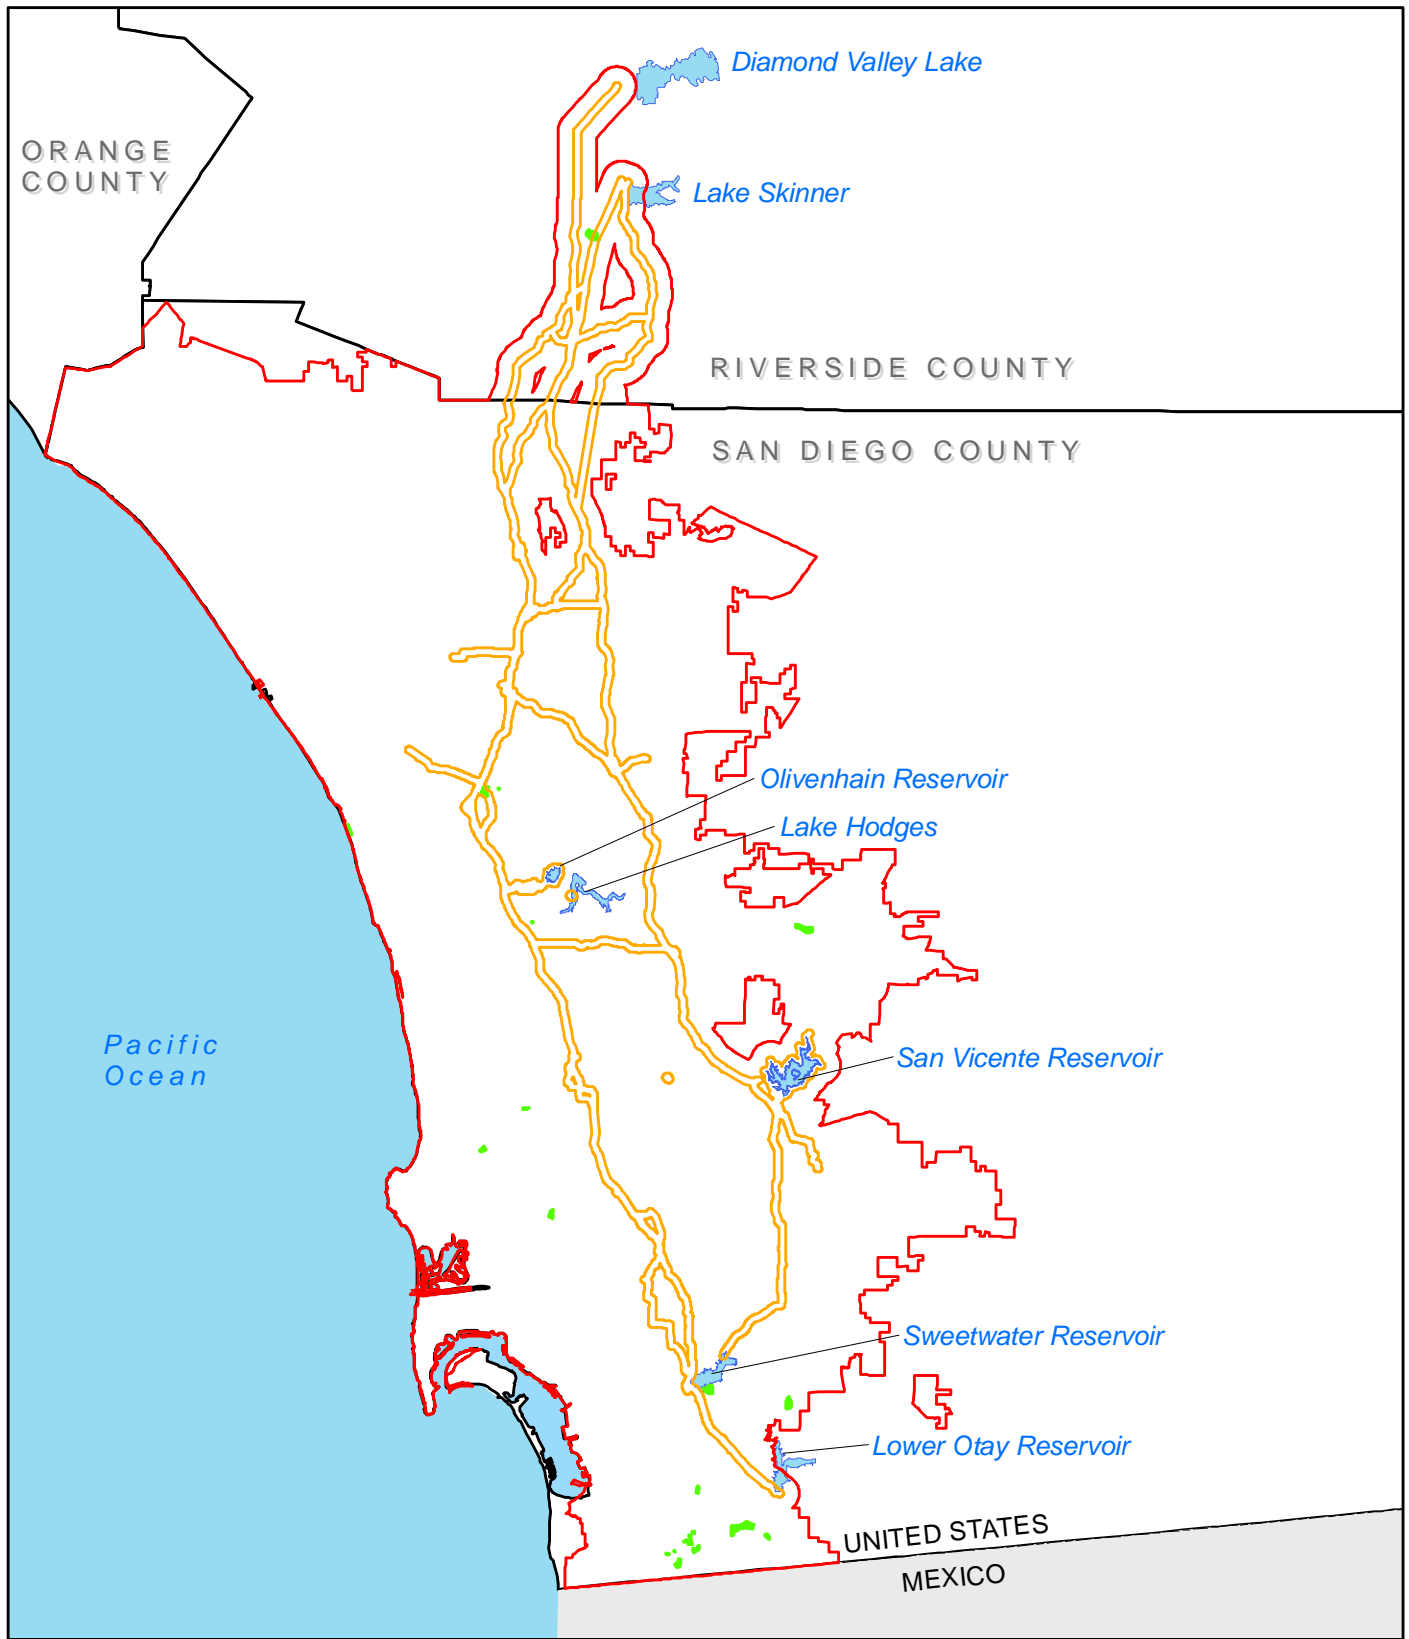 Diamond Valley Lake
ORANGE
COUNTY
Lake Skinner
RIVERSIDE COUNTY
SAN DIEGO COUNTY
Olivenhain Reservoir
Lake Hodges
Pacific
Ocean
San Vicente Reservoir
Sweetwater Reservoir
Lower Otay Reservoir
UNITED STATES
MEXICO